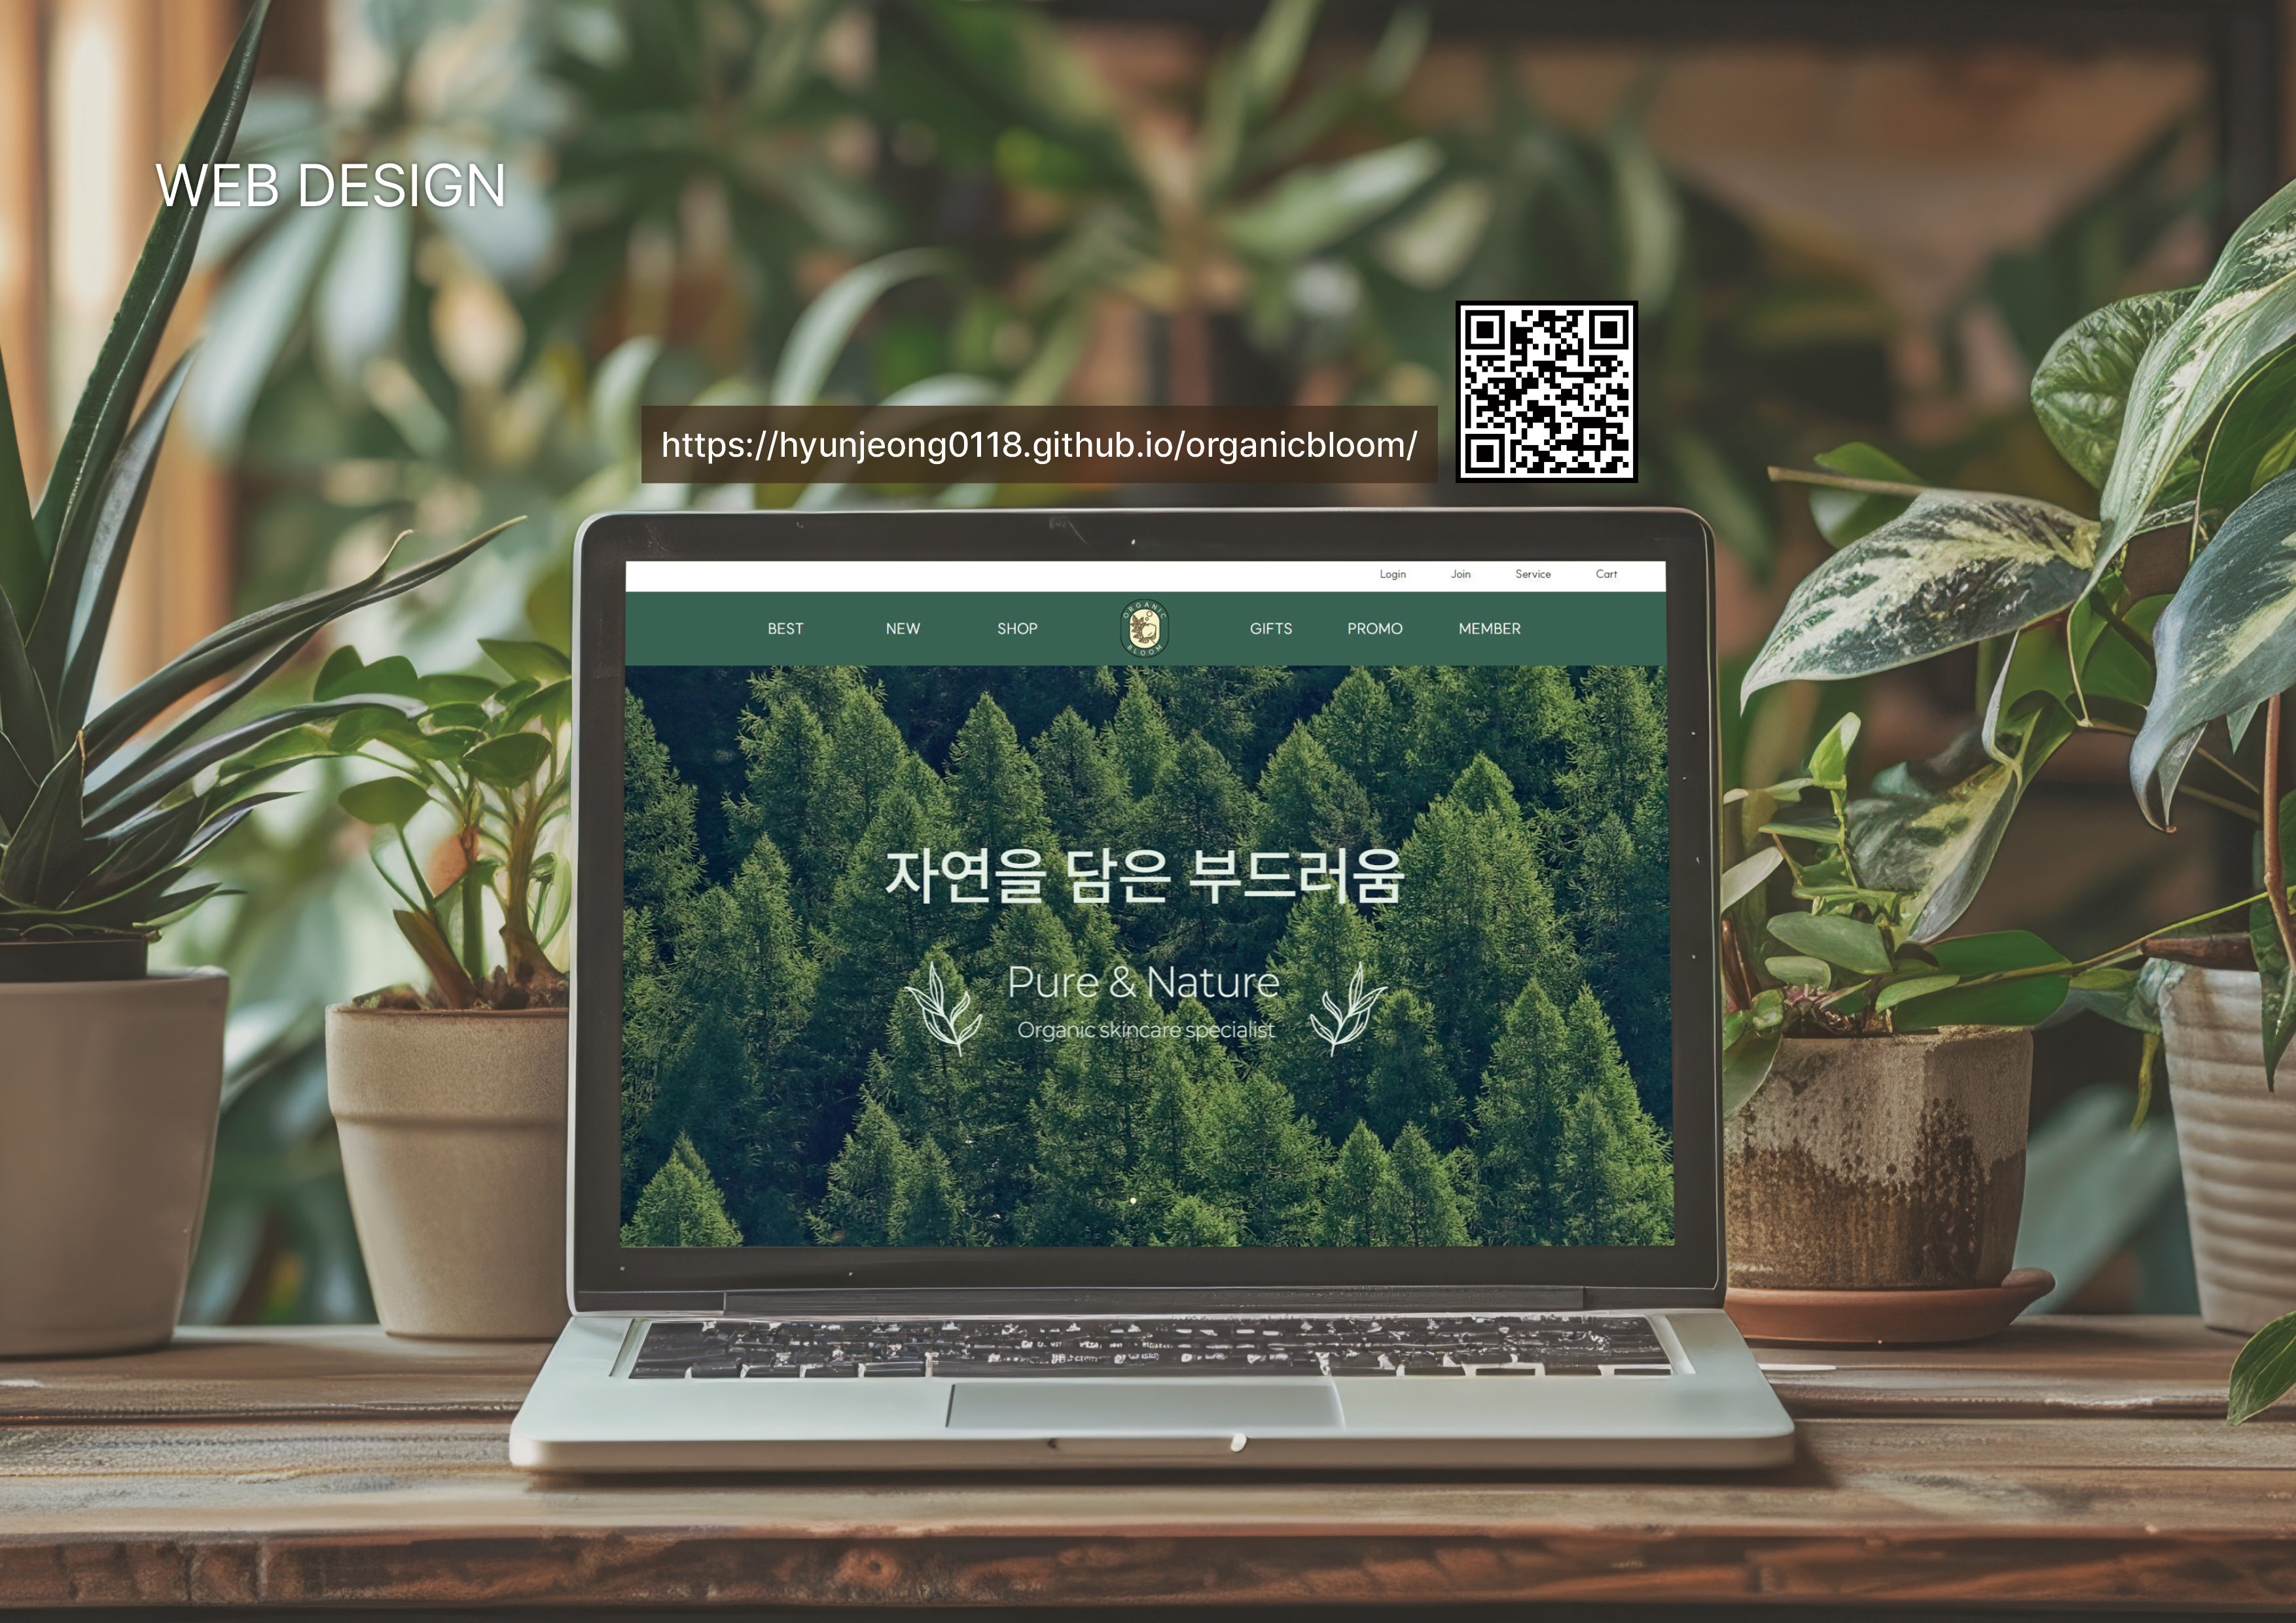 WEB DESIGN
https://hyunjeong0118.github.io/organicbloom/
Login Join Service Cart
BEST NEW SHOP ORGANIC BLOOM GIFTS PROMO MEMBER
자연을 담은 부드러움
Pure & Nature
Organic skincare specialist